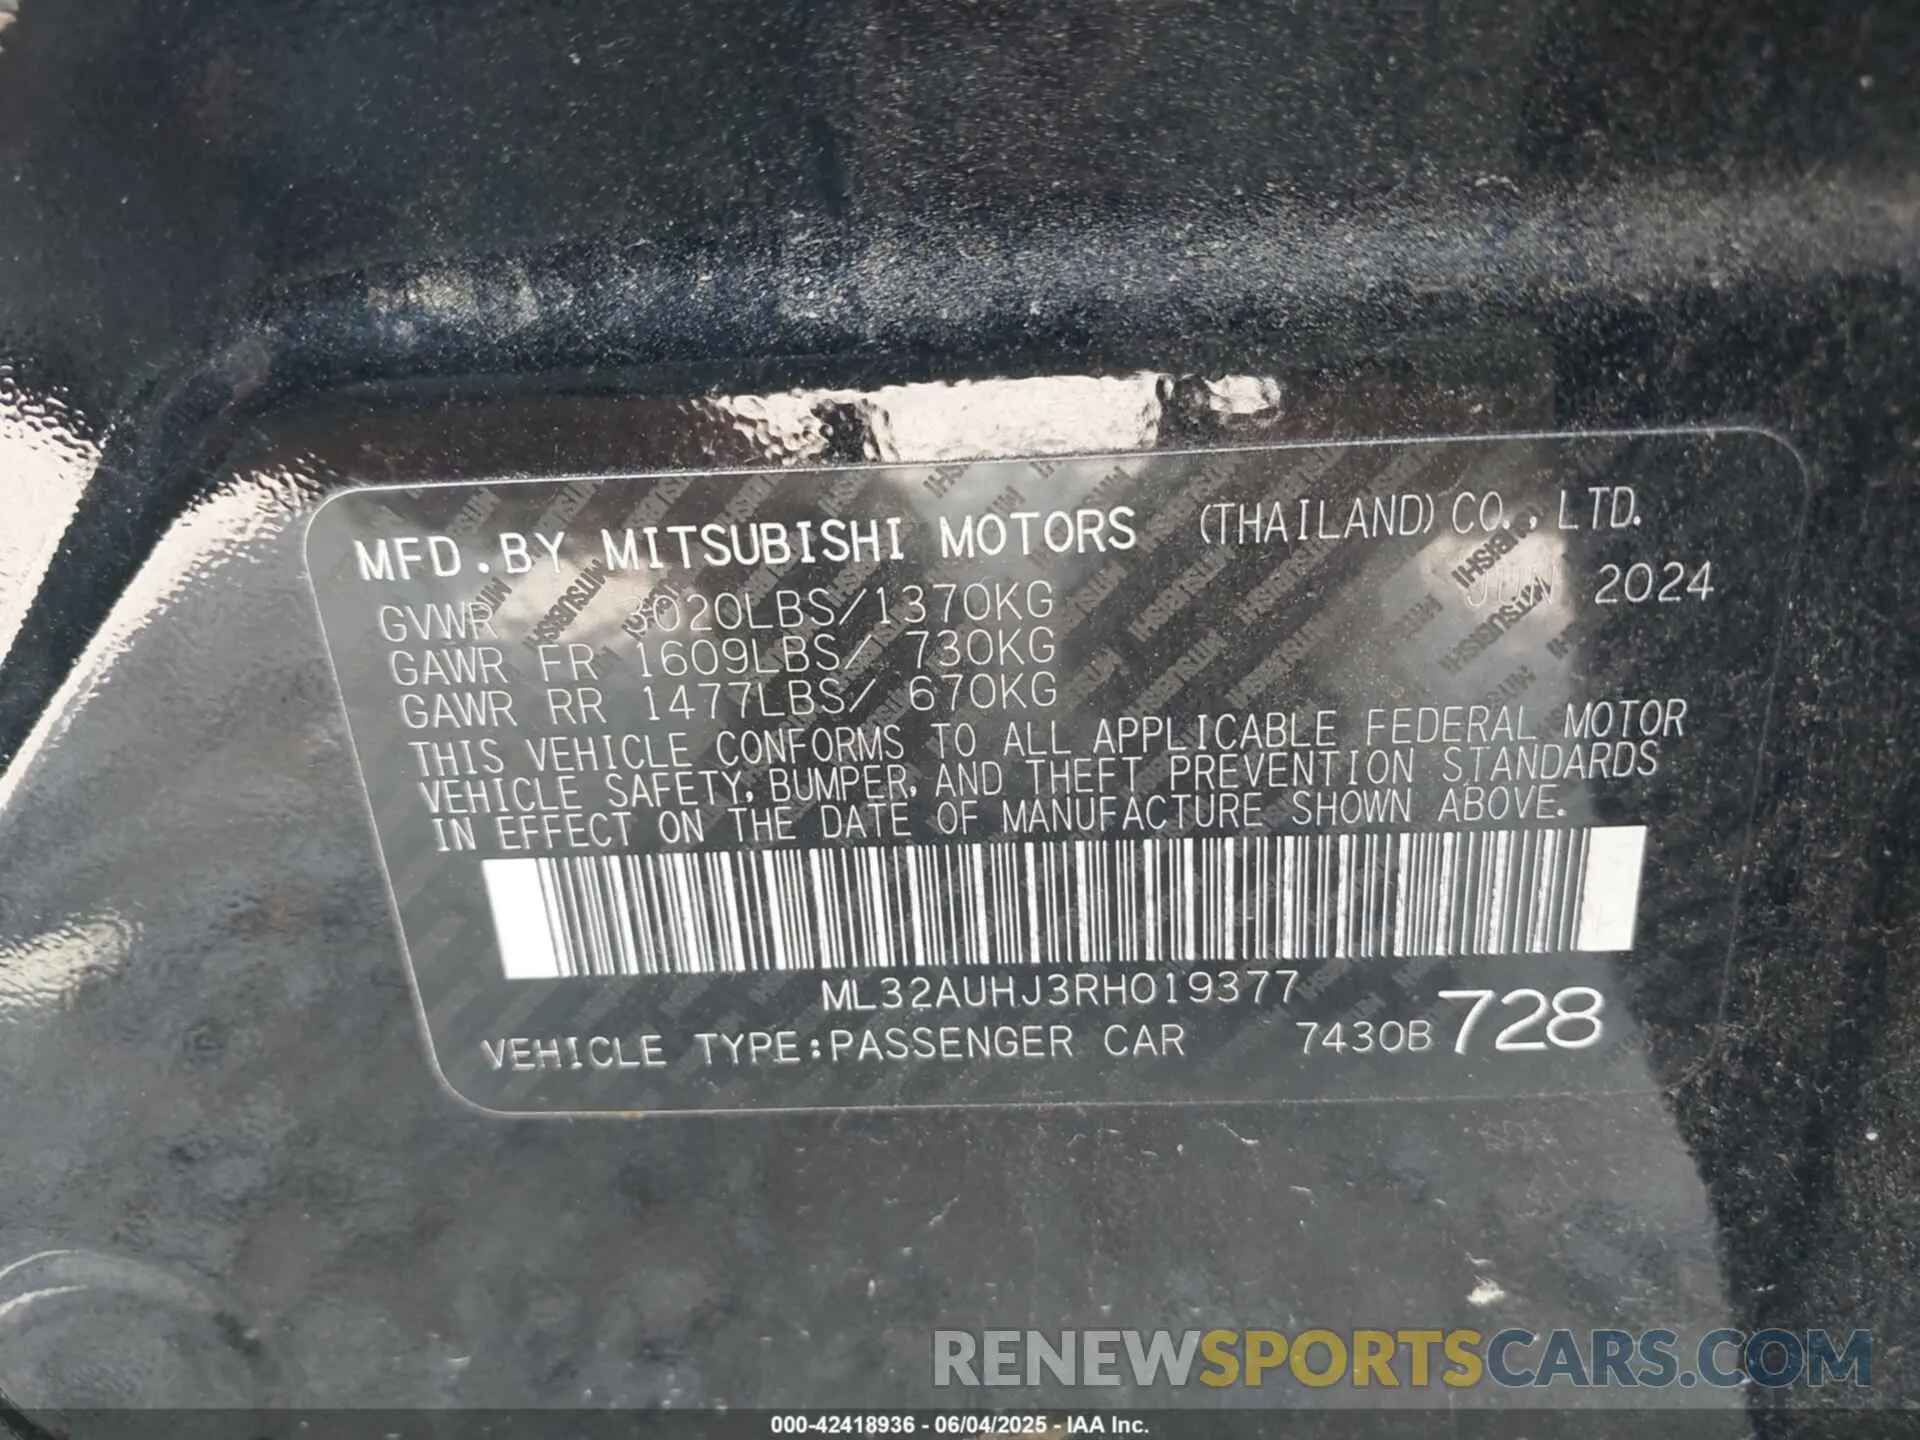 MFD.BY MITSUBISHI MOTORS (THAILAND) CO., LTD.
GVWR 3020LBS/1370KG JUN 2024
GAWR FR 1609LBS/ 730KG
GAWR RR 1477LBS/ 670KG
THIS VEHICLE CONFORMS TO ALL APPLICABLE FEDERAL MOTOR
VEHICLE SAFETY, BUMPER, AND THEFT PREVENTION STANDARDS
IN EFFECT ON THE DATE OF MANUFACTURE SHOWN ABOVE.
ML32AUHJ3RH019377
VEHICLE TYPE:PASSENGER CAR 7430B 728
RENEWSPORTSCARS.COM
000-42418936 - 06/04/2025 - IAA Inc.